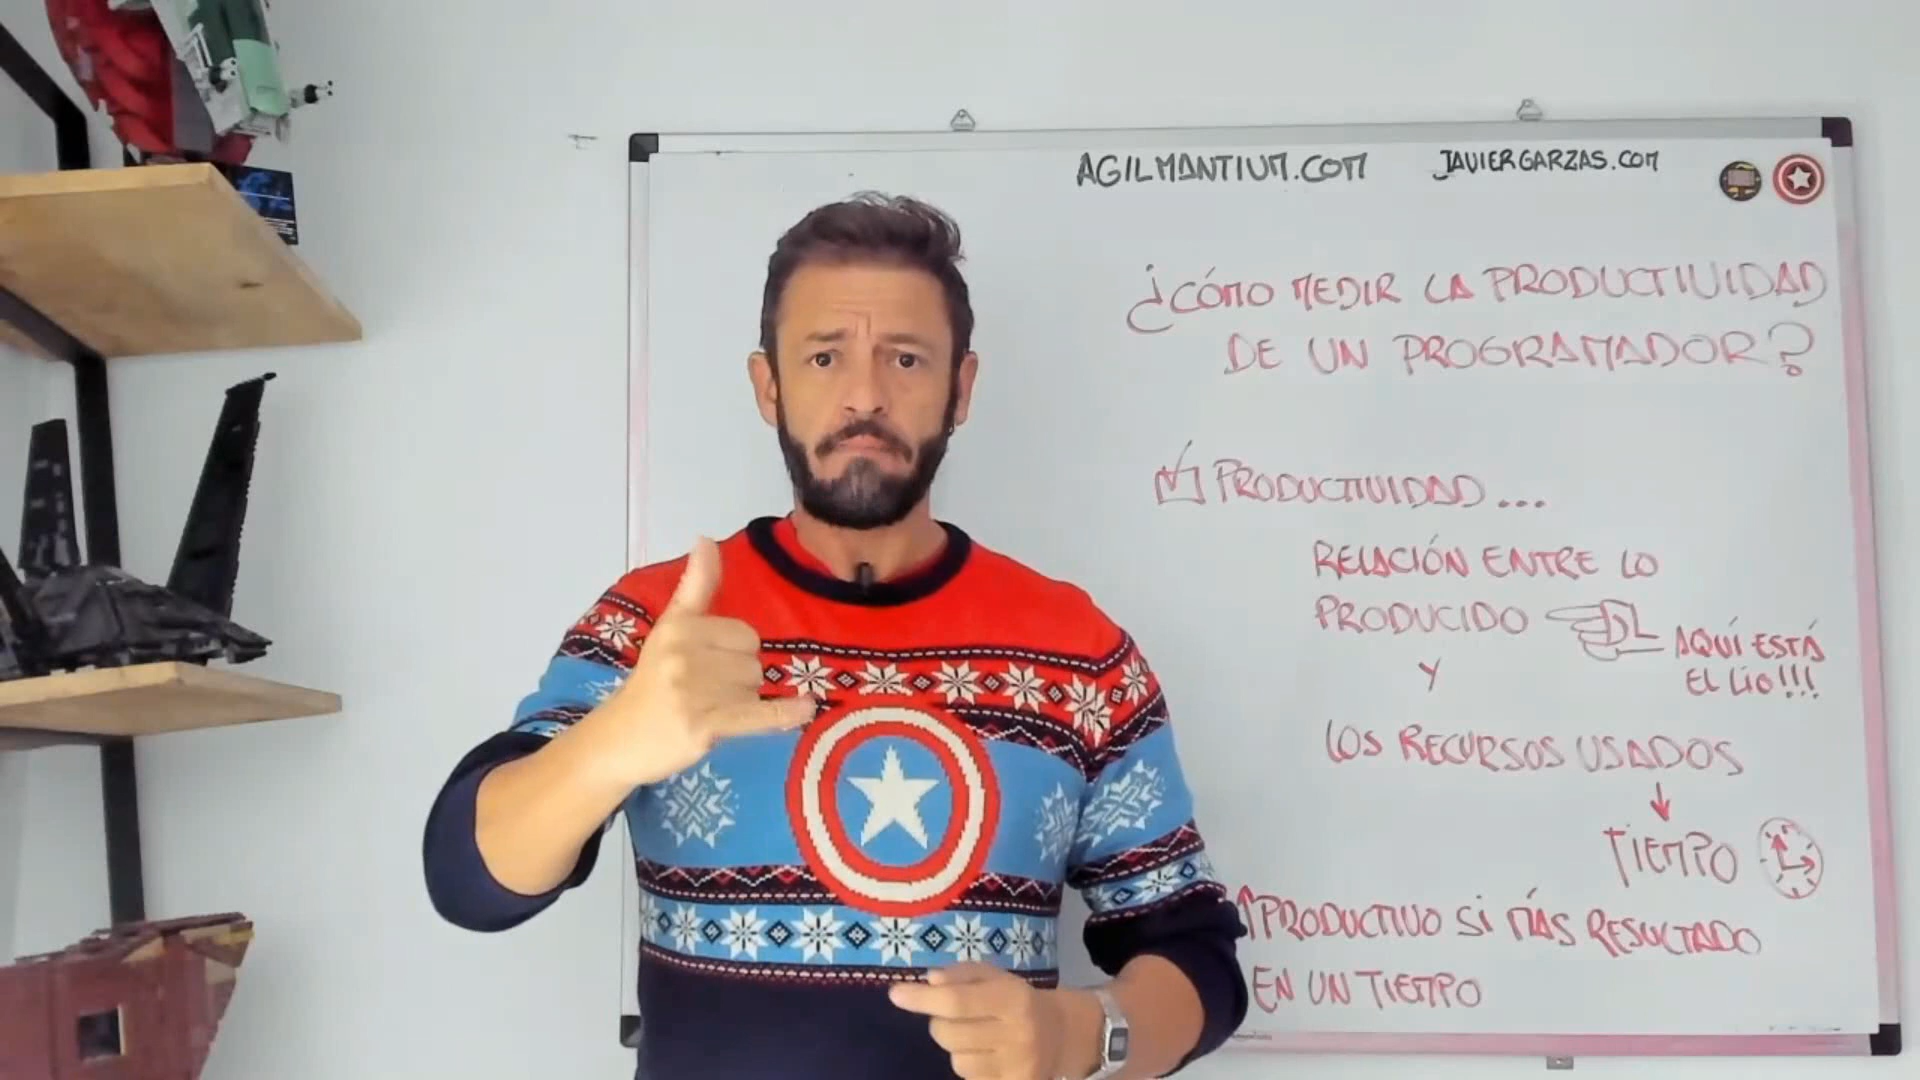 AGILMANTIUM.COM
JAVIERGARZAS.COM
¿CÓMO MEDIR LA PRODUCTIVIDAD
DE UN PROGRAMADOR?
PRODUCTIVIDAD...
RELACIÓN ENTRE LO
PRODUCIDO
AQUÍ ESTÁ
EL LÍO!!!
Y
LOS RECURSOS USADOS
TIEMPO
PRODUCTIVO SI MÁS RESULTADO
EN UN TIEMPO